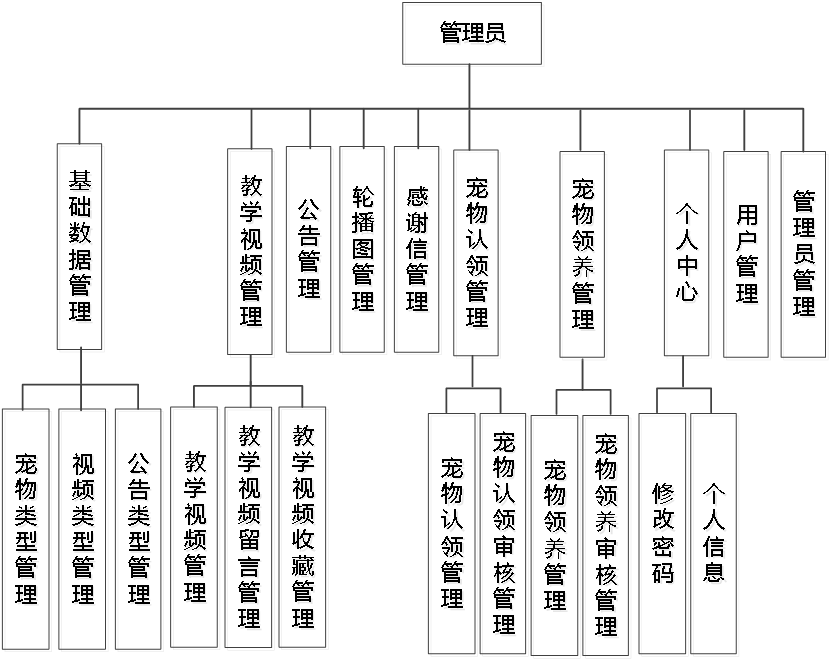 管理员
基础数据管理
教学视频管理
公告管理
轮播图管理
感谢信管理
宠物认领管理
宠物领养管理
个人中心
用户管理
管理员管理
宠物类型管理
视频类型管理
公告类型管理
教学视频管理
教学视频留言管理
教学视频收藏管理
宠物认领管理
宠物认领审核管理
宠物领养管理
宠物领养审核管理
修改密码
个人信息